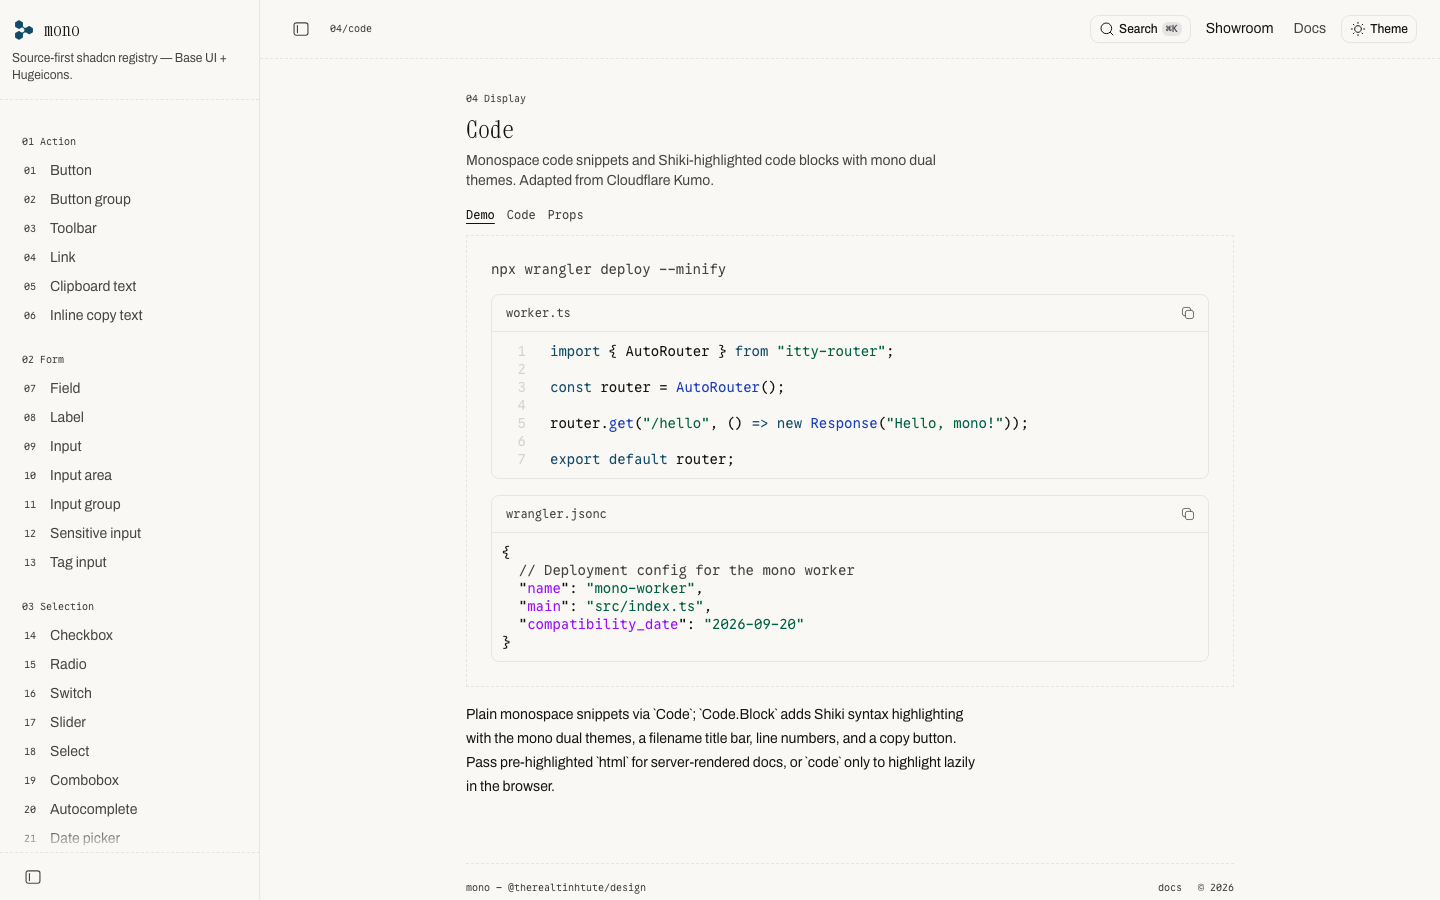 mono
Source-first shadcn registry — Base UI +
Hugeicons.
01 Action
01 Button
02 Button group
03 Toolbar
04 Link
05 Clipboard text
06 Inline copy text
02 Form
07 Field
08 Label
09 Input
10 Input area
11 Input group
12 Sensitive input
13 Tag input
03 Selection
14 Checkbox
15 Radio
16 Switch
17 Slider
18 Select
19 Combobox
20 Autocomplete
21 Date picker
04/code
Search ⌘K
Showroom
Docs
Theme
04 Display
Code
Monospace code snippets and Shiki-highlighted code blocks with mono dual
themes. Adapted from Cloudflare Kumo.
Demo Code Props
npx wrangler deploy --minify
worker.ts
1 import { AutoRouter } from "itty-router";
2
3 const router = AutoRouter();
4
5 router.get("/hello", () => new Response("Hello, mono!"));
6
7 export default router;
wrangler.jsonc
{
// Deployment config for the mono worker
"name": "mono-worker",
"main": "src/index.ts",
"compatibility_date": "2026-09-20"
}
Plain monospace snippets via `Code`; `Code.Block` adds Shiki syntax highlighting
with the mono dual themes, a filename title bar, line numbers, and a copy button.
Pass pre-highlighted `html` for server-rendered docs, or `code` only to highlight lazily
in the browser.
mono — @therealtinhtute/design
docs © 2026